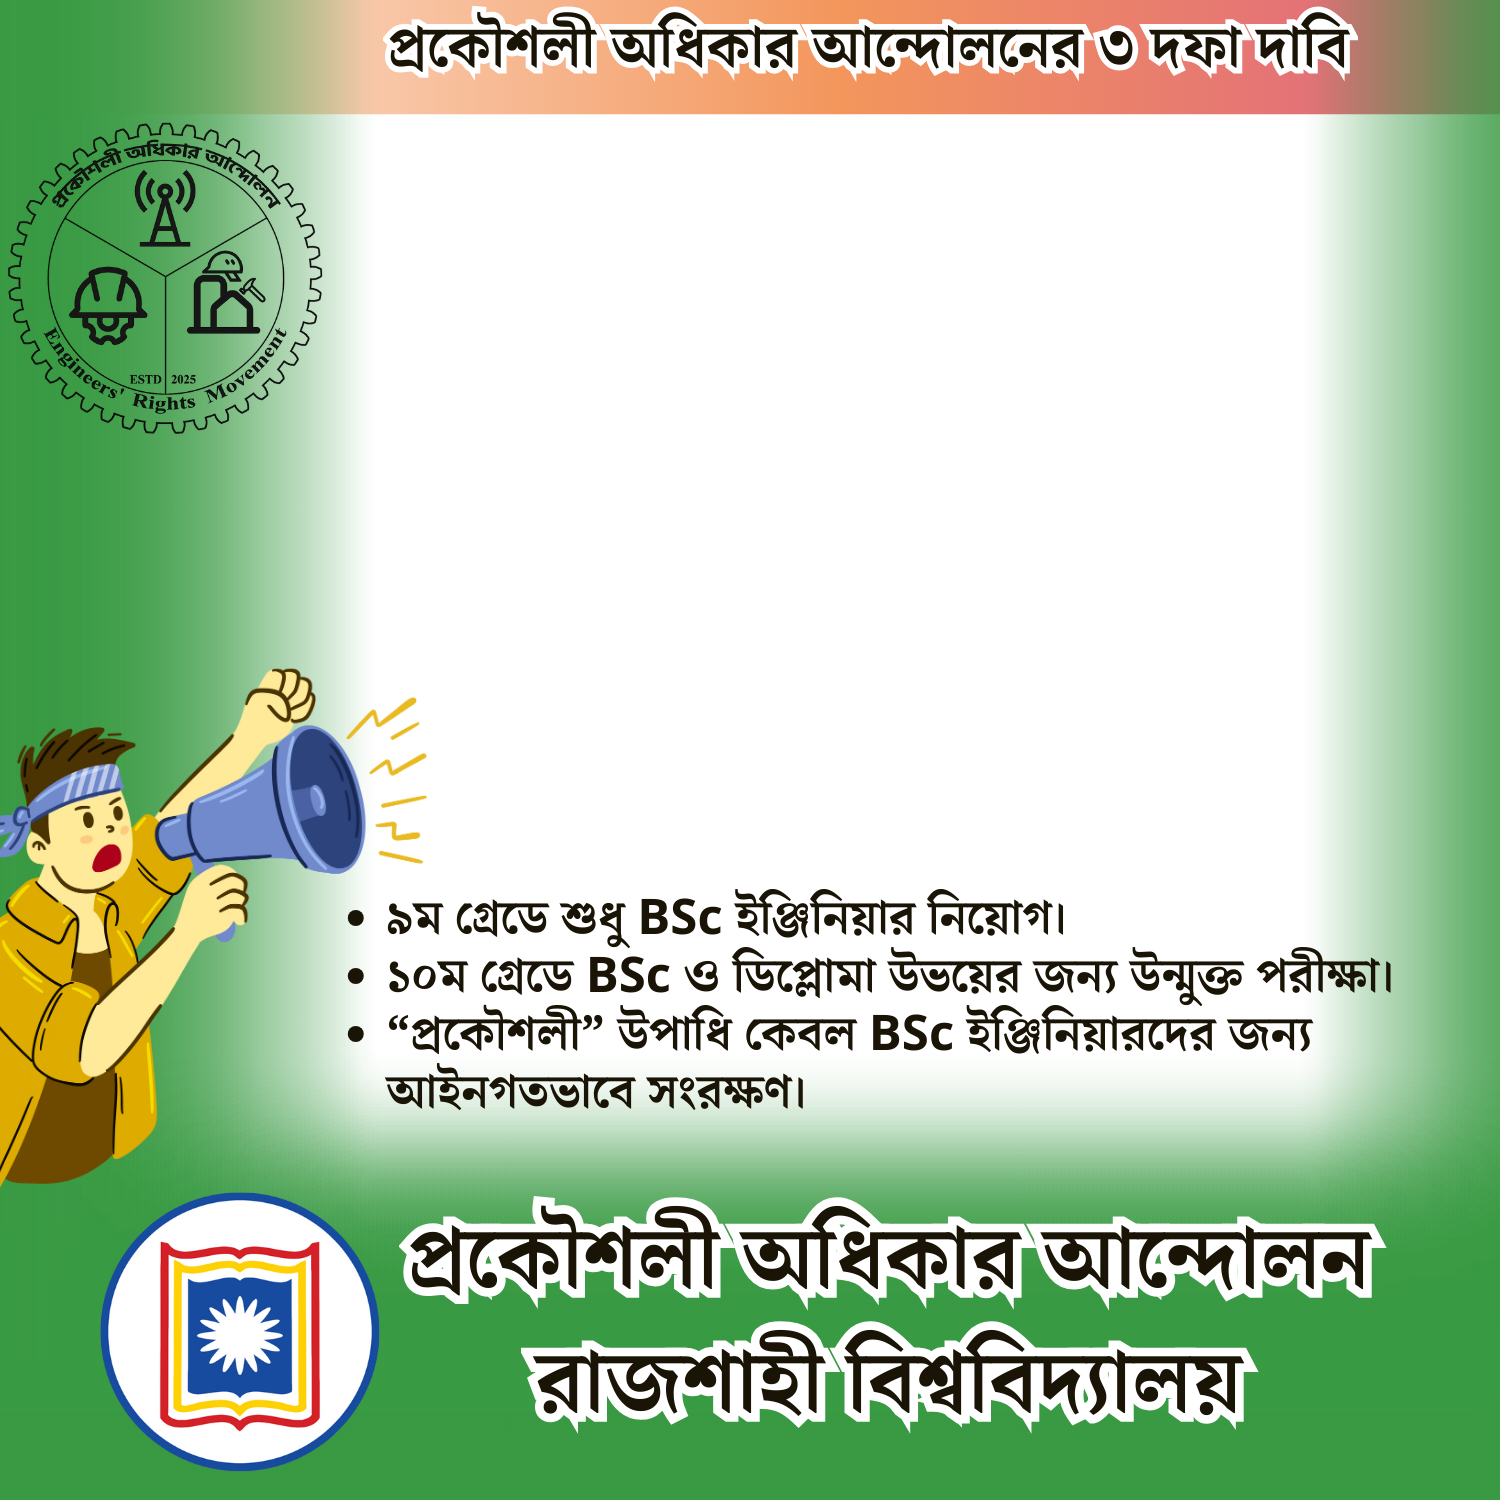 প্রকৌশলী অধিকার আন্দোলনের ৩ দফা দাবি
প্রকৌশলী অধিকার আন্দোলন
ESTD 2025
Engineers' Rights Movement
• ৯ম গ্রেডে শুধু BSc ইঞ্জিনিয়ার নিয়োগ।
• ১০ম গ্রেডে BSc ও ডিপ্লোমা উভয়ের জন্য উন্মুক্ত পরীক্ষা।
• “প্রকৌশলী” উপাধি কেবল BSc ইঞ্জিনিয়ারদের জন্য
আইনগতভাবে সংরক্ষণ।
প্রকৌশলী অধিকার আন্দোলন
রাজশাহী বিশ্ববিদ্যালয়